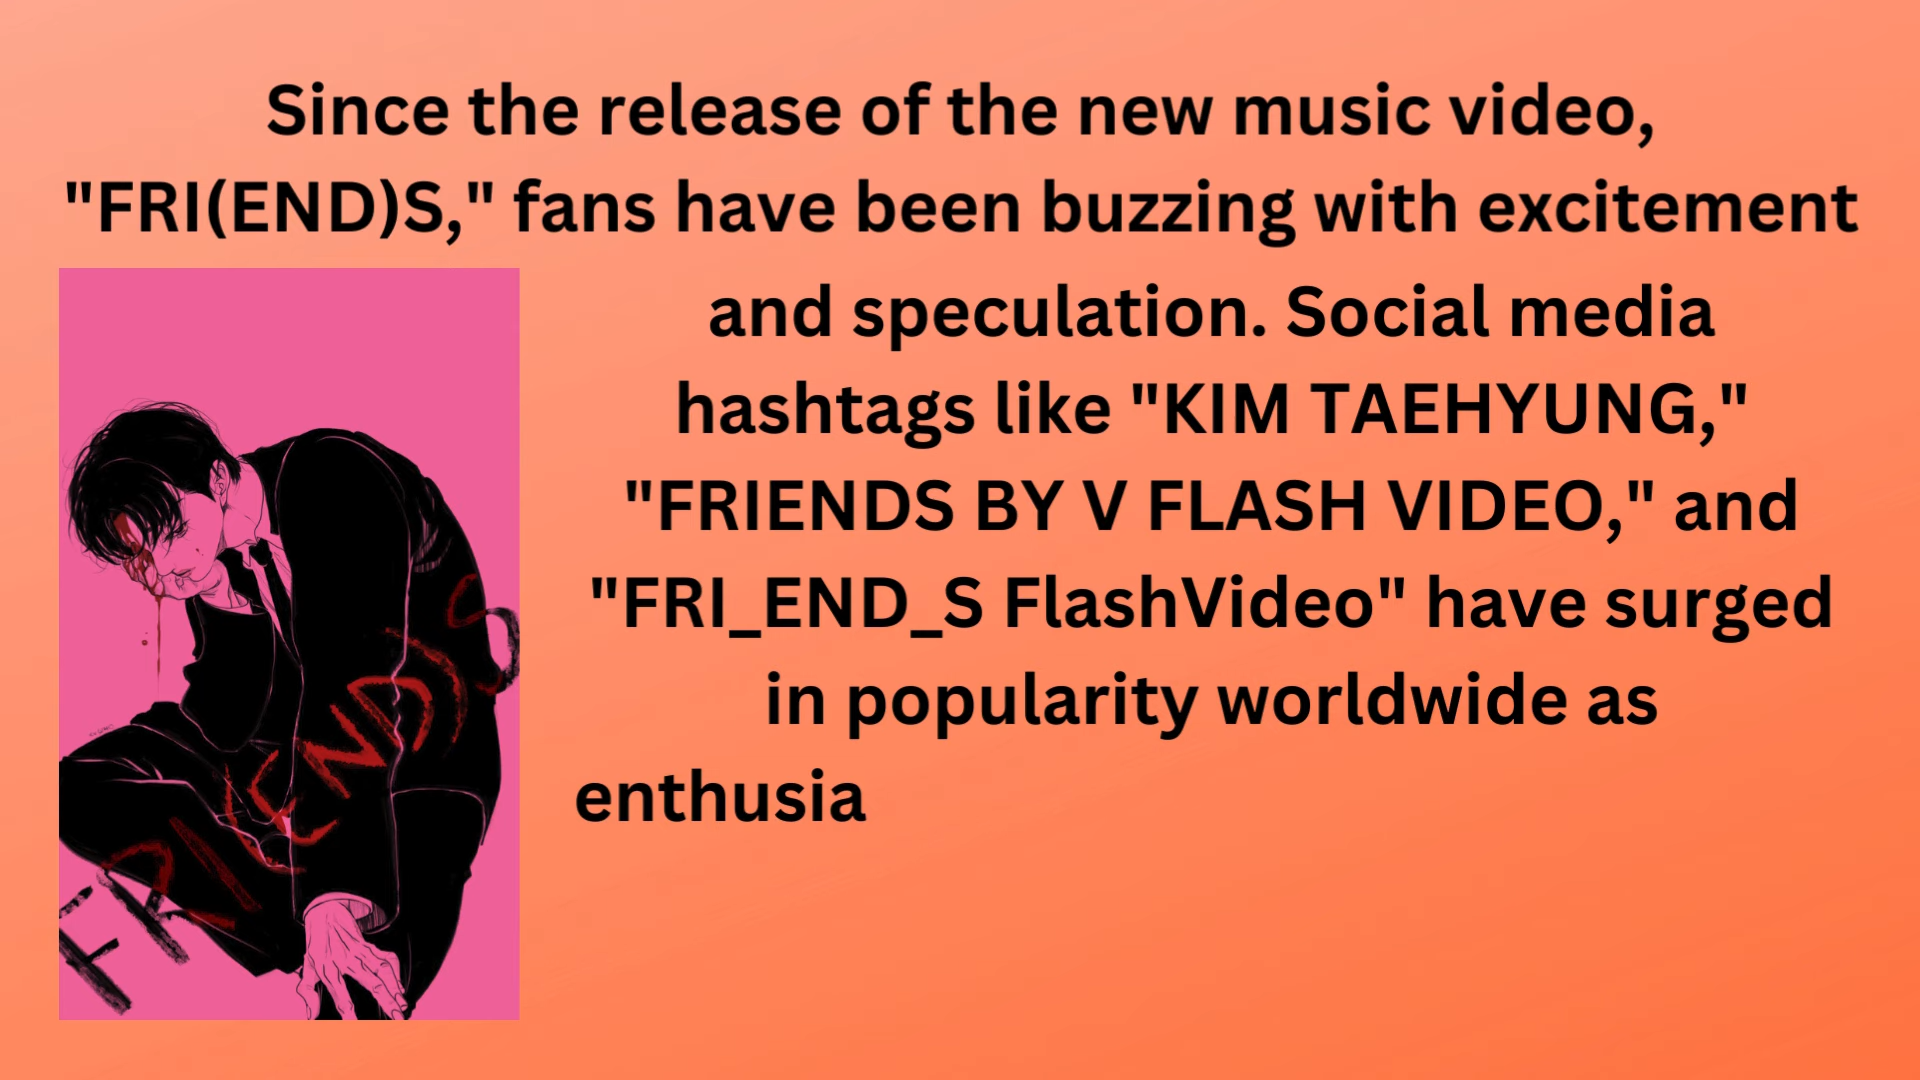 Since the release of the new music video,
"FRI(END)S," fans have been buzzing with excitement
and speculation. Social media
hashtags like "KIM TAEHYUNG,"
"FRIENDS BY V FLASH VIDEO," and
"FRI_END_S FlashVideo" have surged
in popularity worldwide as
enthusia
FRI(END)S